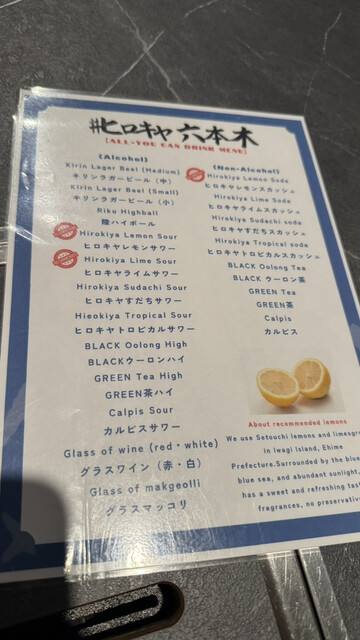 #ヒロキヤ 六本木
[ALL-YOU CAN DRINK MENU]
(Alcohol)
Kirin Lager Beel (Medium)
キリンラガービール (中)
Kirin Lager Beel (Small)
キリンラガービール (小)
Riku Highball
陸ハイボール
Hirokiya Lemon Sour
ヒロキヤレモンサワー
Hirokiya Lime Sour
ヒロキヤライムサワー
Hirokiya Sudachi Sour
ヒロキヤすだちサワー
Hirokiya Tropical Sour
ヒロキヤトロピカルサワー
BLACK Oolong High
BLACKウーロンハイ
GREEN Tea High
GREEN茶ハイ
Calpis Sour
カルピスサワー
Glass of wine (red・white)
グラスワイン (赤・白)
Glass of makgeolli
グラスマッコリ
(Non-Alcohol)
Hirokiya Lemon Soda
ヒロキヤレモンスカッシュ
Hirokiya Lime Soda
ヒロキヤライムスカッシュ
Hirokiya Sudachi soda
ヒロキヤすだちスカッシュ
Hirokiya Tropical soda
ヒロキヤトロピカルスカッシュ
BLACK Oolong Tea
BLACK ウーロン茶
GREEN Tea
GREEN茶
Calpis
カルピス
About recommended lemons
We use Setouchi lemons and limesgro
in Iwagi Island, Ehime
Prefecture.Surrounded by the blue
blue sea, and abundant sunlight,
has a sweet and refreshing taste
fragrances, no preservativ